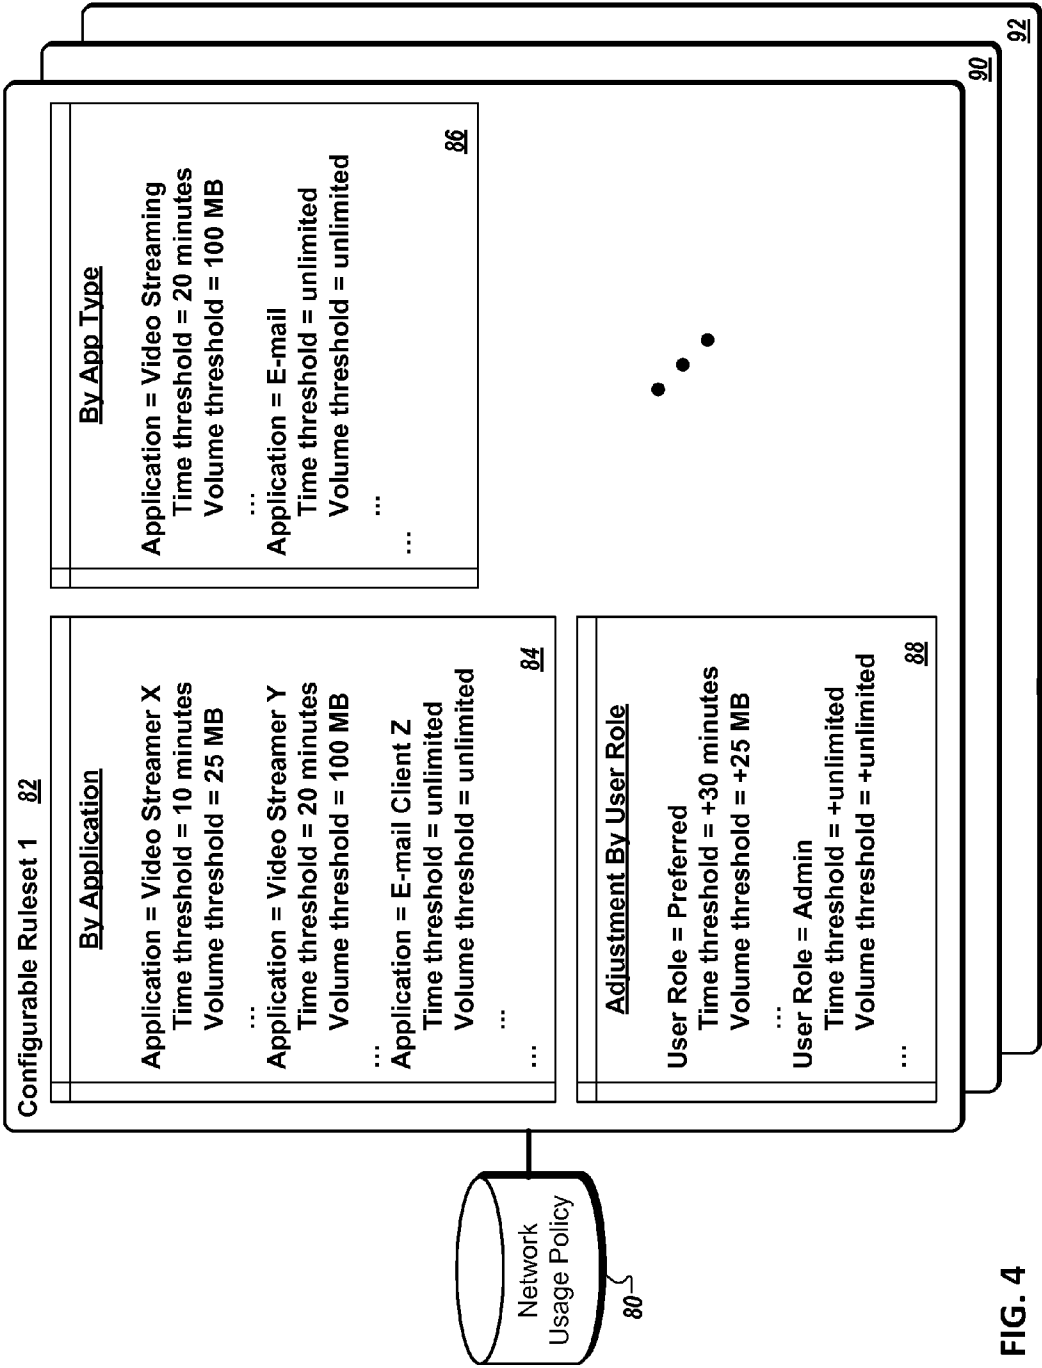 Configurable Ruleset 1 82
By Application
Application = Video Streamer X
Time threshold = 10 minutes
Volume threshold = 25 MB
...
Application = Video Streamer Y
Time threshold = 20 minutes
Volume threshold = 100 MB
...
Application = E-mail Client Z
Time threshold = unlimited
Volume threshold = unlimited
...
...
84
By App Type
Application = Video Streaming
Time threshold = 20 minutes
Volume threshold = 100 MB
...
Application = E-mail
Time threshold = unlimited
Volume threshold = unlimited
...
...
86
Adjustment By User Role
User Role = Preferred
Time threshold = +30 minutes
Volume threshold = +25 MB
...
User Role = Admin
Time threshold = +unlimited
Volume threshold = +unlimited
...
88
90
92
Network
Usage Policy
80
FIG. 4